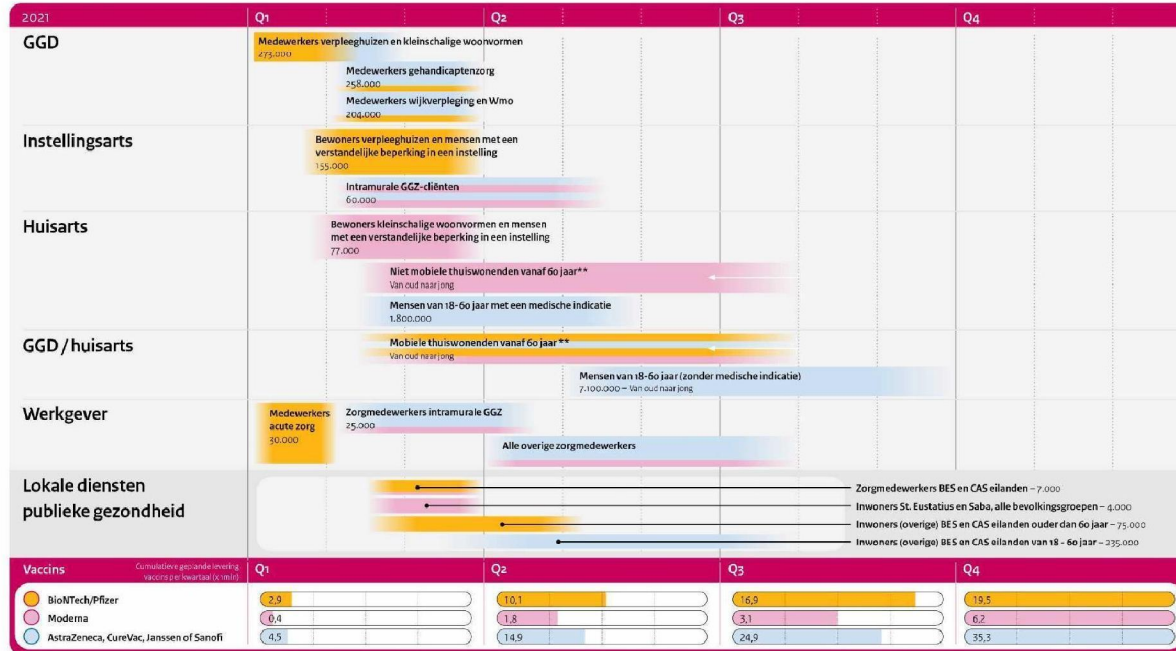 2021 Q1 Q2 Q3 Q4
GGD
Medewerkers verpleeghuizen en kleinschalige woonvormen
273.000
Medewerkers gehandicaptenzorg
258.000
Medewerkers wijkverpleging en Wmo
204.000
Instellingsarts
Bewoners verpleeghuizen en mensen met een
verstandelijke beperking in een instelling
155.000
Intramurale GGZ-cliënten
60.000
Huisarts
Bewoners kleinschalige woonvormen en mensen
met een verstandelijke beperking in een instelling
77.000
Niet mobiele thuiswonenden vanaf 60 jaar**
Van oud naar jong
Mensen van 18-60 jaar met een medische indicatie
1.800.000
GGD / huisarts
Mobiele thuiswonenden vanaf 60 jaar **
Van oud naar jong
Mensen van 18-60 jaar (zonder medische indicatie)
7.100.000 – Van oud naar jong
Werkgever
Medewerkers
acute zorg
30.000
Zorgmedewerkers intramurale GGZ
25.000
Alle overige zorgmedewerkers
Lokale diensten
publieke gezondheid
Zorgmedewerkers BES en CAS eilanden – 7.000
Inwoners St. Eustatius en Saba, alle bevolkingsgroepen – 4.000
Inwoners (overige) BES en CAS eilanden ouder dan 60 jaar – 75.000
Inwoners (overige) BES en CAS eilanden van 18 - 60 jaar – 235.000
Vaccins
Cumulatieve geplande levering
vaccins per kwartaal (x 1 mln)
Q1 Q2 Q3 Q4
BioNTech/Pfizer 2,9 10,1 16,9 19,5
Moderna 0,4 1,8 3,1 6,2
AstraZeneca, CureVac, Janssen of Sanofi 4,5 14,9 24,9 35,3